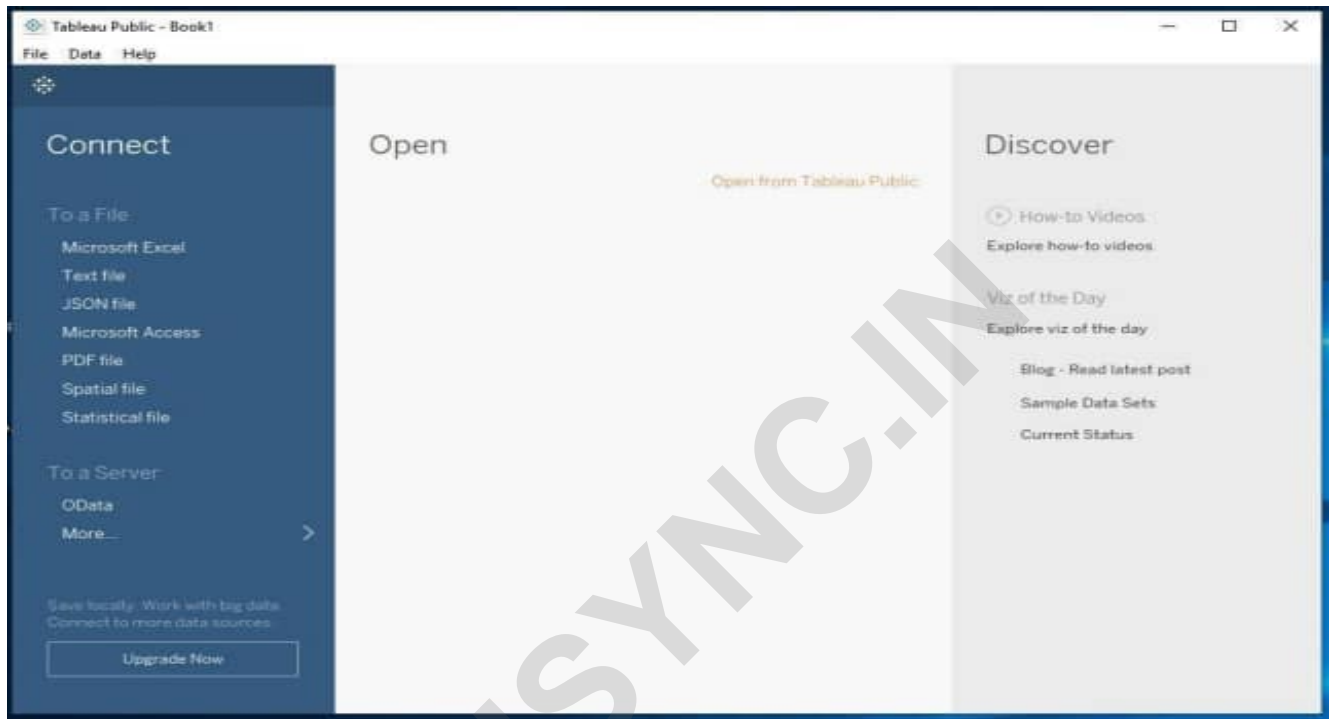 Tableau Public - Book1
File Data Help
Connect
To a File
Microsoft Excel
Text file
JSON file
Microsoft Access
PDF file
Spatial file
Statistical file
To a Server
OData
More...
Save locally. Work with big data.
Connect to more data sources.
Upgrade Now
Open
Open from Tableau Public
Discover
How-to Videos
Explore how-to videos
Viz of the Day
Explore viz of the day
Blog - Read latest post
Sample Data Sets
Current Status
SYNC.IN